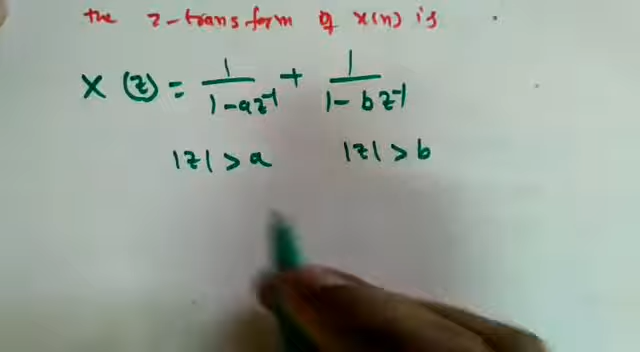 the z-transform of x(n) is .
X (z) = 1/(1-az⁻¹) + 1/(1-bz⁻¹)
|z| > a |z| > b